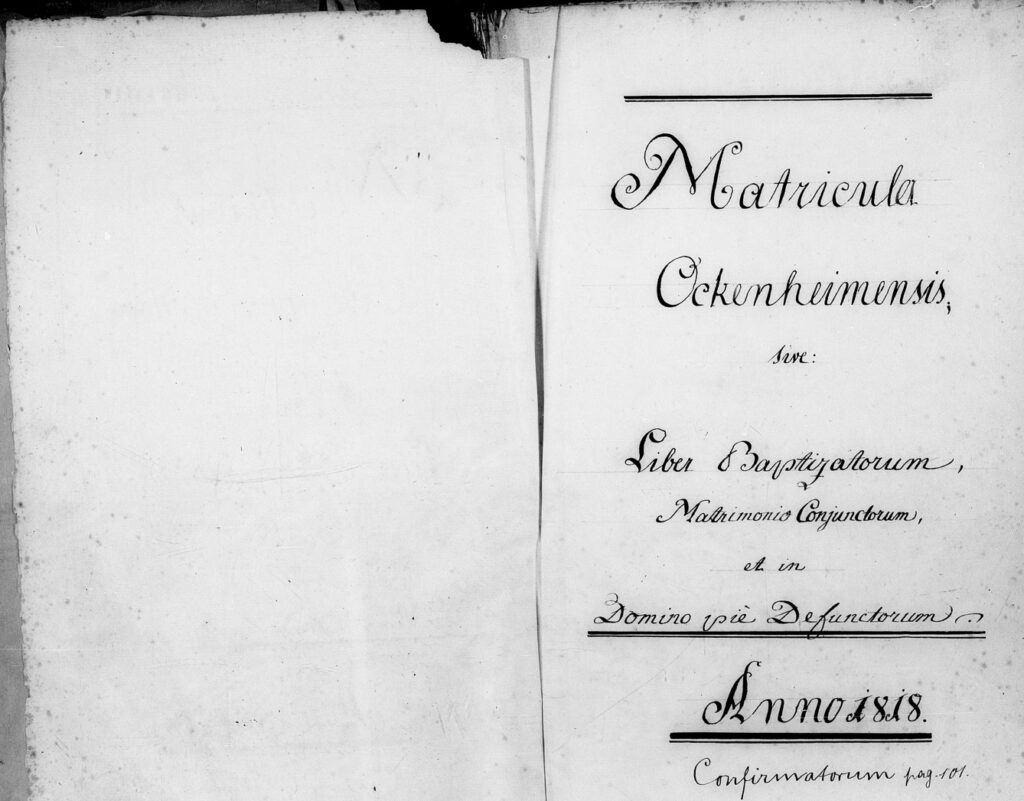 Matricula
Ockenheimensis,
sive:
Liber Baptizatorum,
Matrimonio Conjunctorum,
et in
Domino piè Defunctorum.
Anno 1818.
Confirmatorum pag. 101.